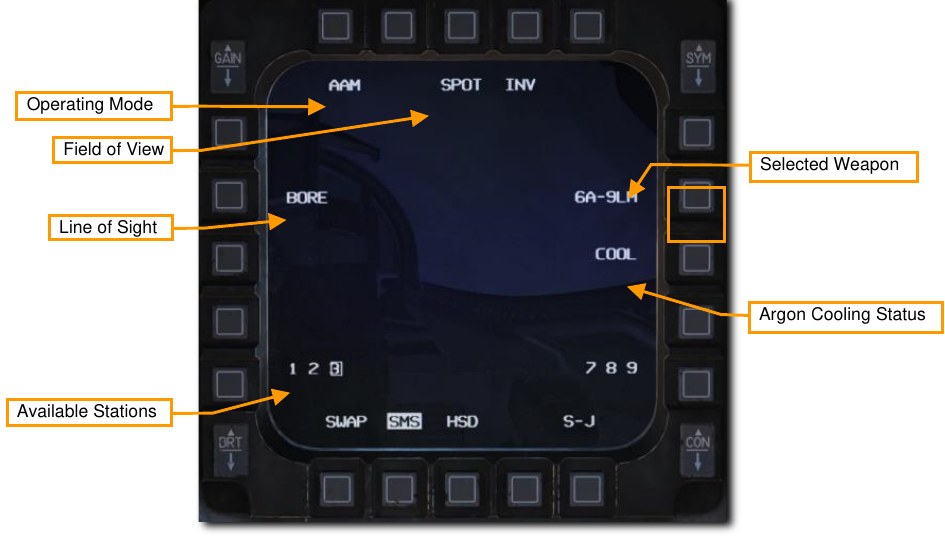 GAIN
SYM
AAM SPOT INV
Operating Mode
Field of View
Selected Weapon
BORE 6A-9LM
Line of Sight
COOL
Argon Cooling Status
1 2 3 7 8 9
Available Stations
SWAP SMS HSD S-J
BRT
CON